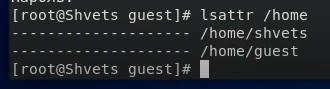 [root@Shvets guest]# lsattr /home
-------------------- /home/shvets
-------------------- /home/guest
[root@Shvets guest]#